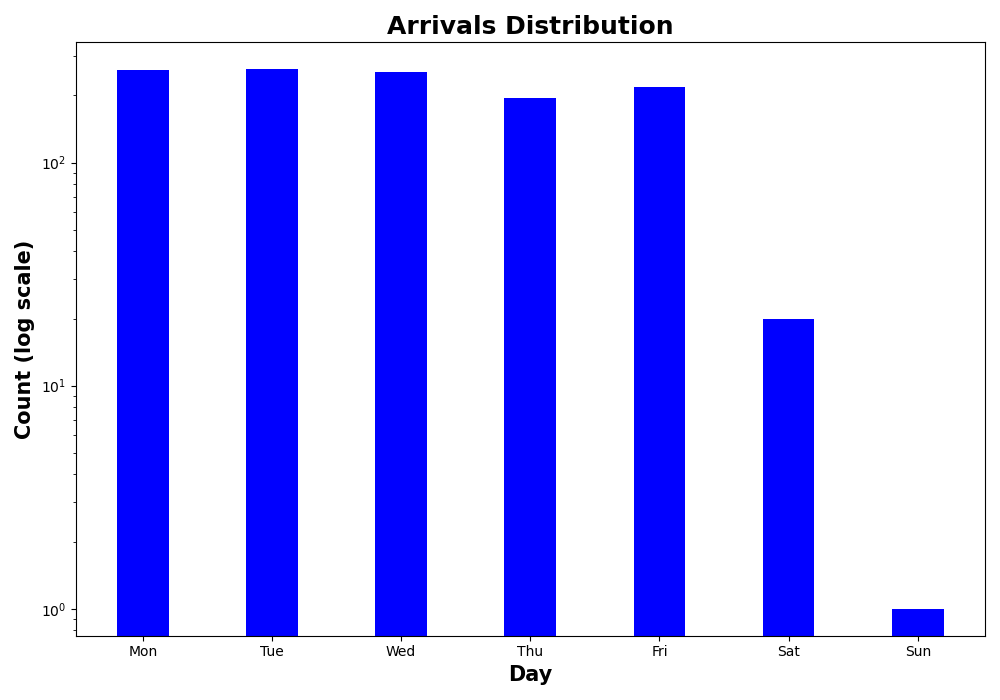 Arrivals Distribution
Count (log scale)
10²
10¹
10⁰
Mon Tue Wed Thu Fri Sat Sun
Day